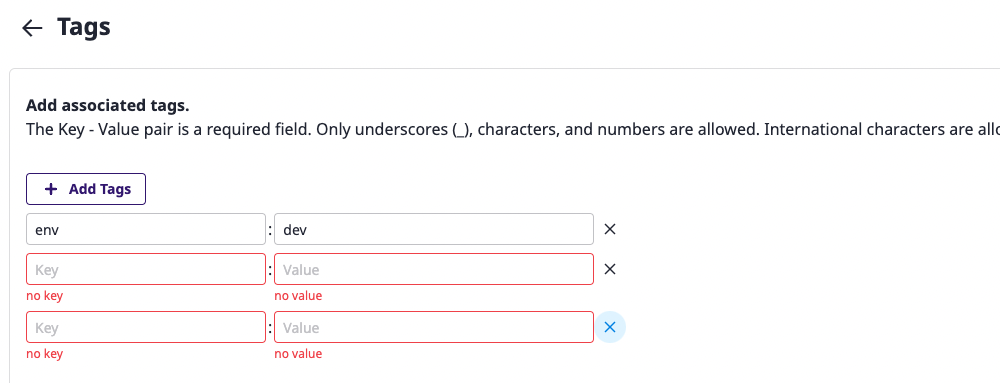 Tags
Add associated tags.
The Key - Value pair is a required field. Only underscores (_), characters, and numbers are allowed. International characters are
Add Tags
env : dev
Key : Value
no key no value
Key : Value
no key no value